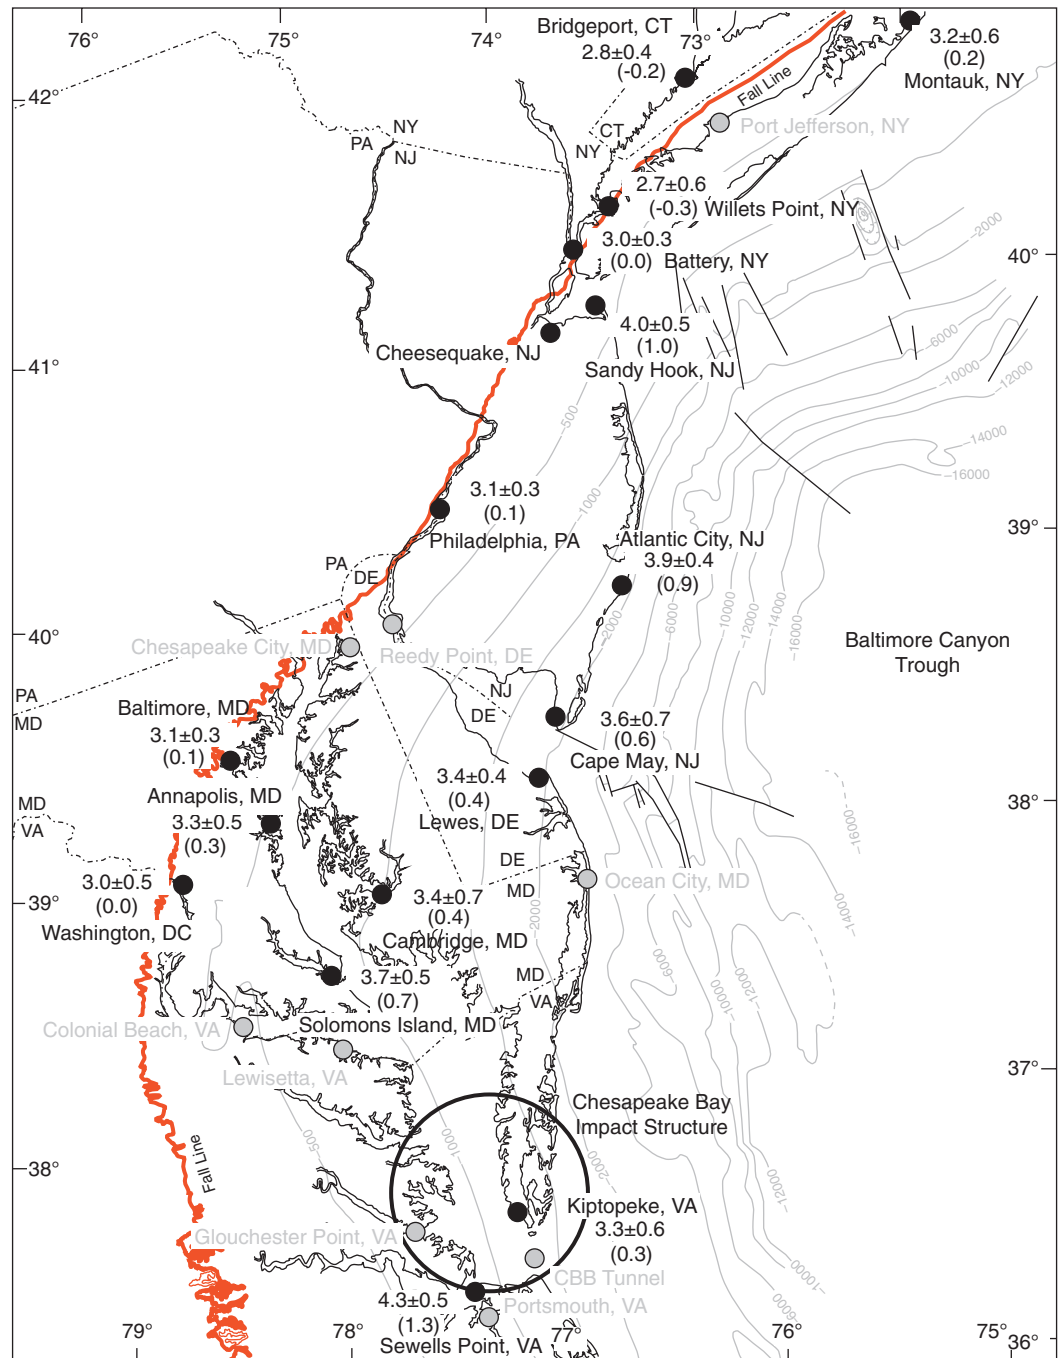 76°
75°
74°
73°
Bridgeport, CT
2.8±0.4
(-0.2)
3.2±0.6
(0.2)
Montauk, NY
Fall Line
42°
NY
PA
NJ
CT
NY
Port Jefferson, NY
2.7±0.6
(-0.3) Willets Point, NY
3.0±0.3
(0.0) Battery, NY
40°
-2000
4.0±0.5
(1.0)
Sandy Hook, NJ
Cheesequake, NJ
41°
-6000
-10000
-12000
-14000
-16000
-500
-1000
3.1±0.3
(0.1)
Philadelphia, PA
39°
Atlantic City, NJ
3.9±0.4
(0.9)
PA
DE
-2000
-6000
-10000
-12000
-14000
-16000
40°
Chesapeake City, MD
Reedy Point, DE
Baltimore Canyon
Trough
PA
MD
NJ
DE
Baltimore, MD
3.1±0.3
(0.1)
3.6±0.7
(0.6)
Cape May, NJ
3.4±0.4
(0.4)
Lewes, DE
38°
Annapolis, MD
3.3±0.5
(0.3)
MD
VA
-16000
DE
MD
Ocean City, MD
3.0±0.5
(0.0)
Washington, DC
39°
3.4±0.7
(0.4)
Cambridge, MD
-2000
-14000
3.7±0.5
(0.7)
Solomons Island, MD
MD
VA
-6000
-10000
-12000
Colonial Beach, VA
Lewisetta, VA
37°
Chesapeake Bay
Impact Structure
-500
-1000
-2000
38°
Fall Line
-12000
Kiptopeke, VA
3.3±0.6
(0.3)
Glouchester Point, VA
CBB Tunnel
-10000
-6000
4.3±0.5
(1.3)
Sewells Point, VA
Portsmouth, VA
79°
78°
77°
76°
75°
36°